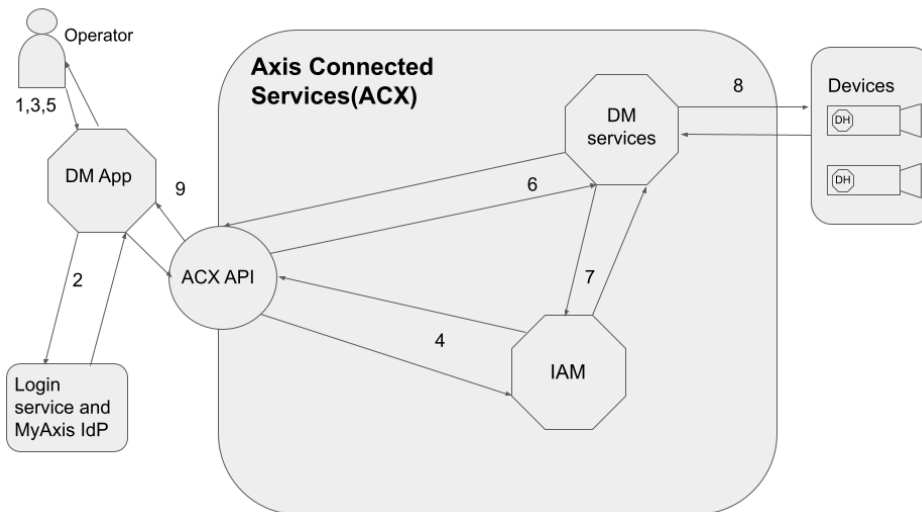 Operator
1,3,5
DM App
9
2
Login
service and
MyAxis IdP
Axis Connected
Services(ACX)
ACX API
DM
services
6
7
4
IAM
8
Devices
DH
DH